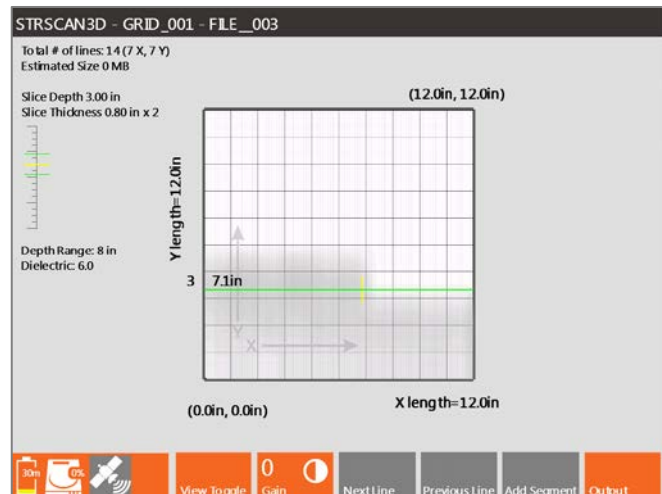 STRSCAN3D - GRID_001 - FILE__003
Total # of lines: 14 (7 X, 7 Y)
Estimated Size 0 MB
Slice Depth 3.00 in
Slice Thickness 0.80 in x 2
(12.0in, 12.0in)
Y length=12.0in
Depth Range: 8 in
Dielectric: 6.0
3 7.1in
Y
X
(0.0in, 0.0in)
X length=12.0in
30m
0%
View Toggle
0
Gain
Next Line
Previous Line
Add Segment
Output